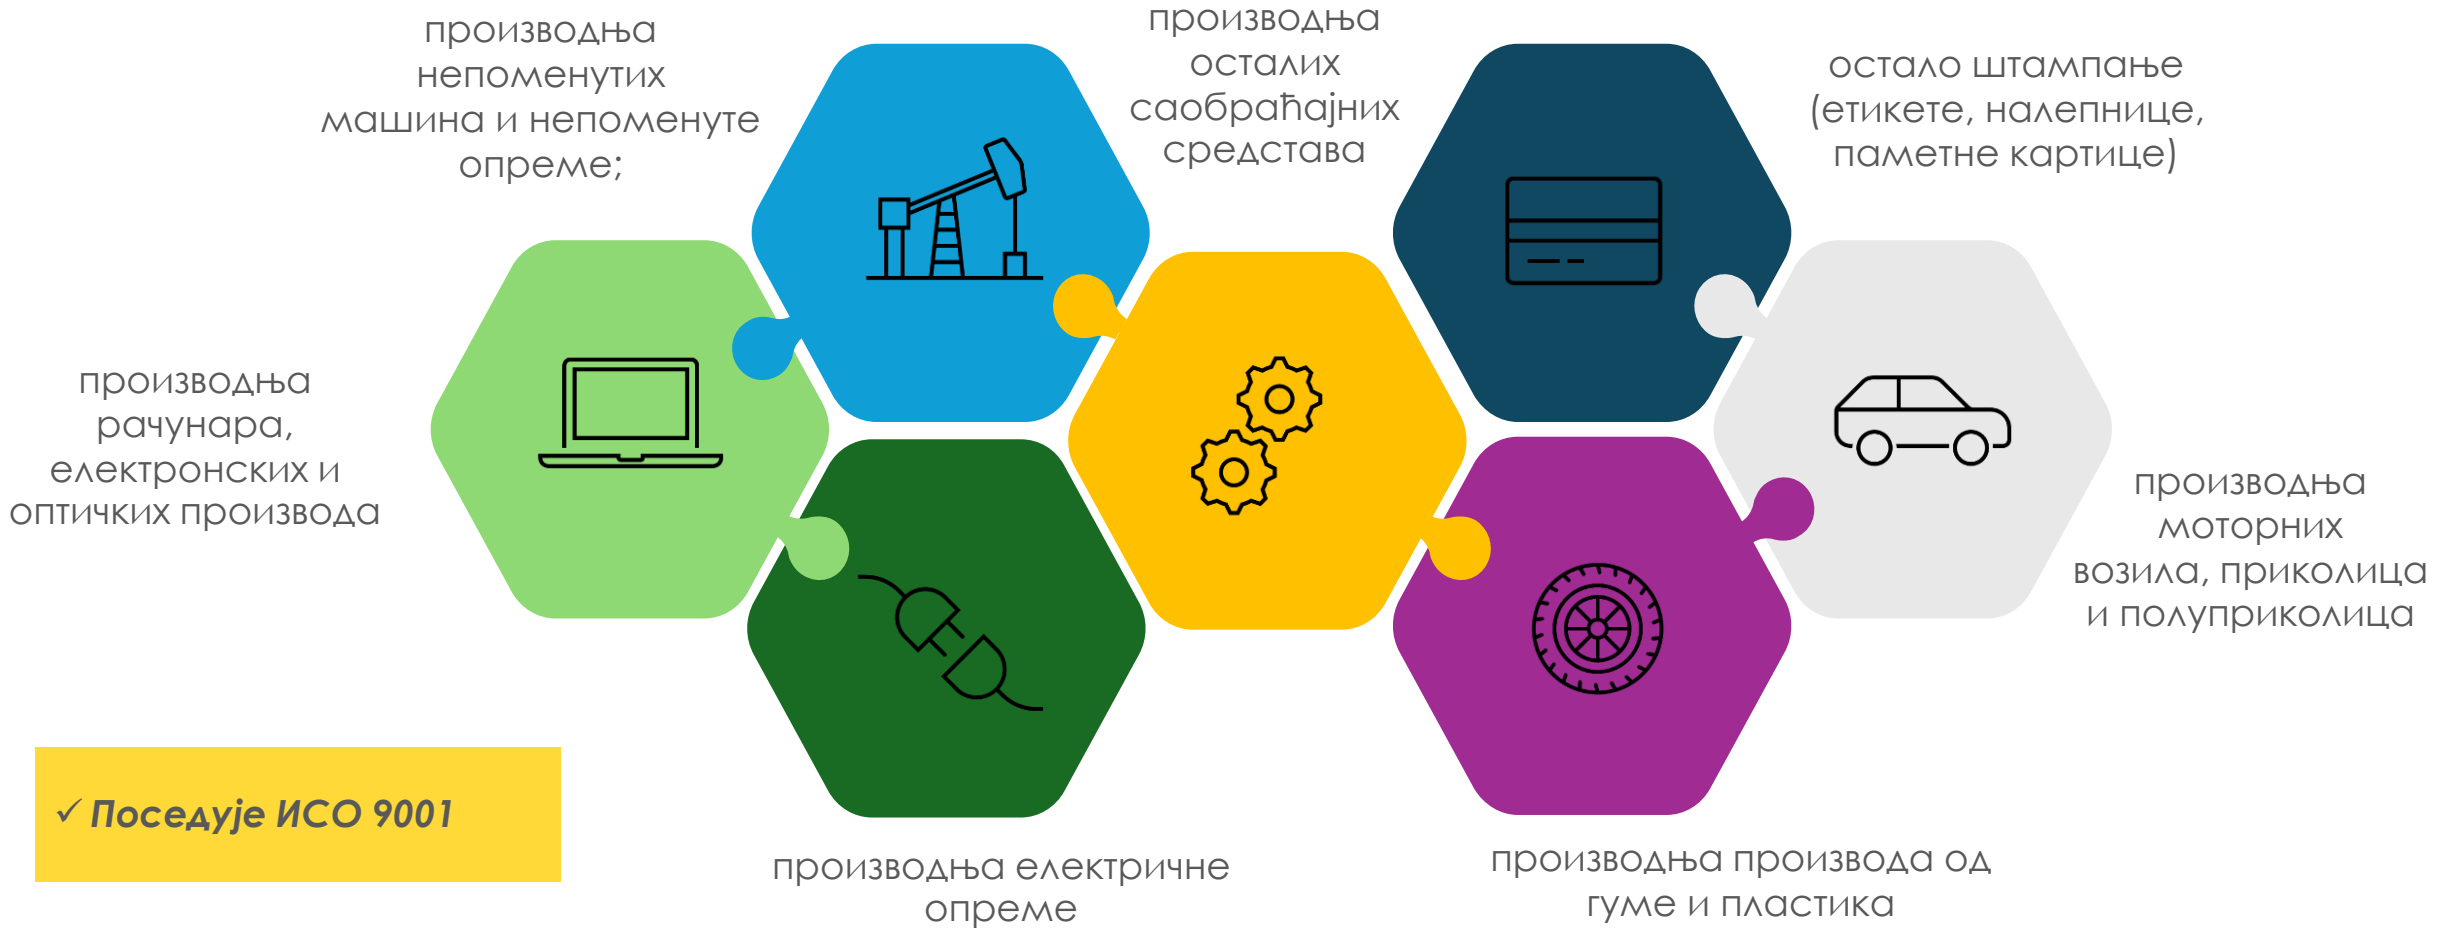 производња
непоменутих
машина и непоменуте
опреме;
производња
осталих
саобраћајних
средстава
остало штампање
(етикете, налепнице,
паметне картице)
производња
рачунара,
електронских и
оптичких производа
производња
моторних
возила, приколица
и полуприколица
✓ Поседује ИСО 9001
производња електричне
опреме
производња производа од
гуме и пластика